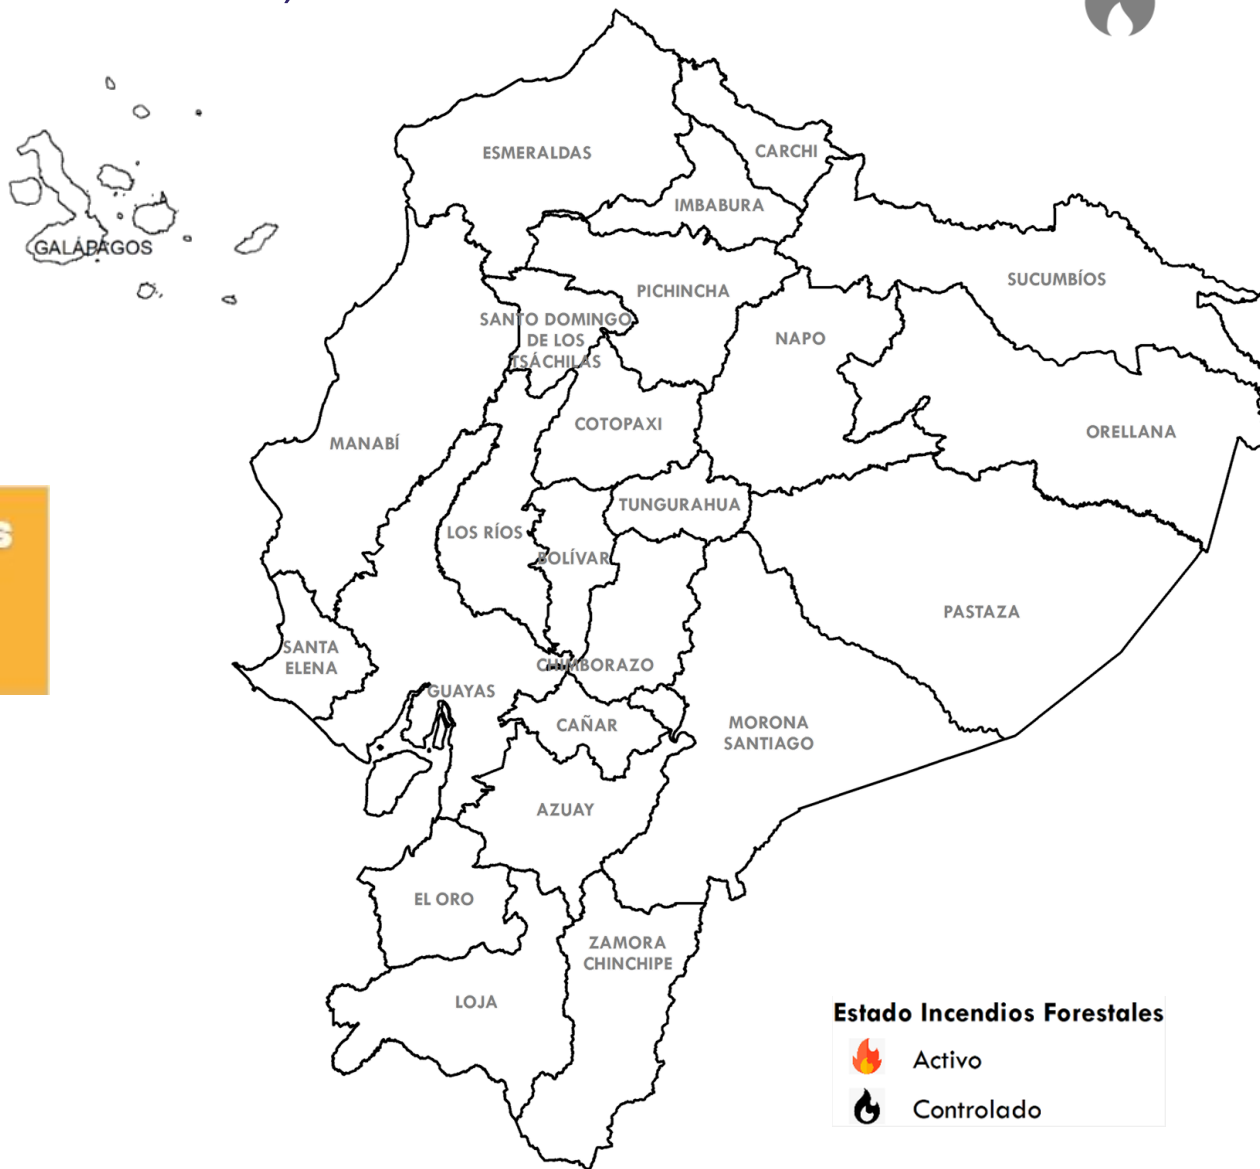 ESMERALDAS
CARCHI
IMBABURA
GALÁPAGOS
SUCUMBÍOS
PICHINCHA
SANTO DOMINGO
DE LOS
TSÁCHILAS
NAPO
COTOPAXI
ORELLANA
MANABÍ
TUNGURAHUA
LOS RÍOS
BOLÍVAR
PASTAZA
SANTA
ELENA
CHIMBORAZO
GUAYAS
CAÑAR
MORONA
SANTIAGO
AZUAY
EL ORO
ZAMORA
CHINCHIPE
LOJA
Estado Incendios Forestales
Activo
Controlado